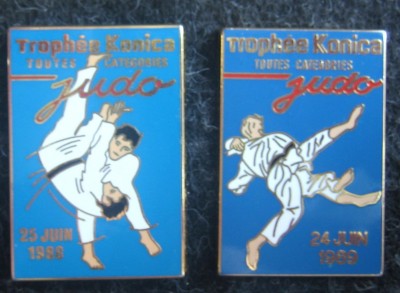 Trophée Konica
TOUTES CATEGORIES
judo
25 JUIN
1988
Trophée Konica
TOUTES CATEGORIES
judo
24 JUIN
1989